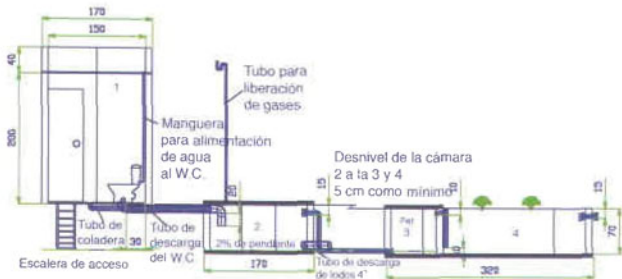 170
150
40
200
1
Tubo para
liberación
de gases
Manguera
para alimentación
de agua
al W.C.
Desnivel de la cámara
2 a la 3 y 4
5 cm como mínimo
20
15
10
15
2
2% de pendiente
3
4
70
10
Tubo de
coladera
30
Tubo de
descarga
del W.C
Escalera de acceso
170
Tubo de descarga
de lodos 4"
320